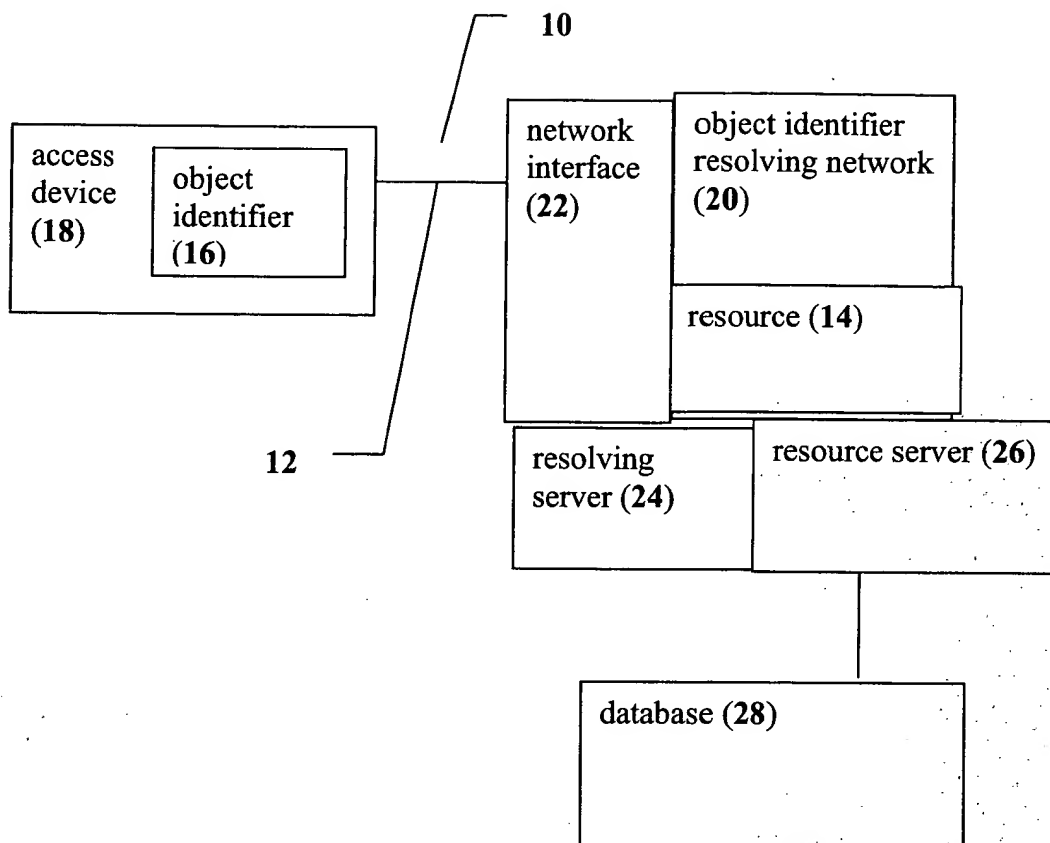 10
access
device
(18)
object
identifier
(16)
network
interface
(22)
object identifier
resolving network
(20)
resource (14)
12
resolving
server (24)
resource server (26)
database (28)